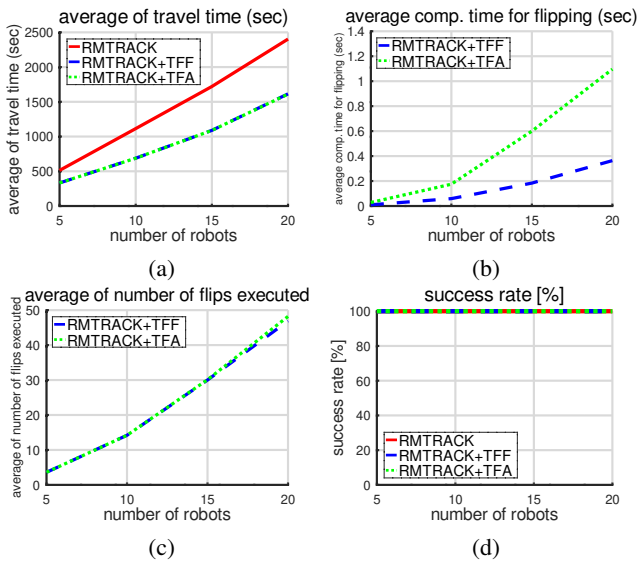 average of travel time (sec)
average of travel time (sec)
2500
2000
1500
1000
500
0
RMTRACK
RMTRACK+TFF
RMTRACK+TFA
5
10
15
20
number of robots
(a)
average comp. time for flipping (sec)
average comp. time for flipping (sec)
1.4
1.2
1
0.8
0.6
0.4
0.2
0
RMTRACK+TFF
RMTRACK+TFA
5
10
15
20
number of robots
(b)
average of number of flips executed
average of number of flips executed
50
40
30
20
10
0
RMTRACK+TFF
RMTRACK+TFA
5
10
15
20
number of robots
(c)
success rate [%]
success rate [%]
100
80
60
40
20
0
RMTRACK
RMTRACK+TFF
RMTRACK+TFA
5
10
15
20
number of robots
(d)